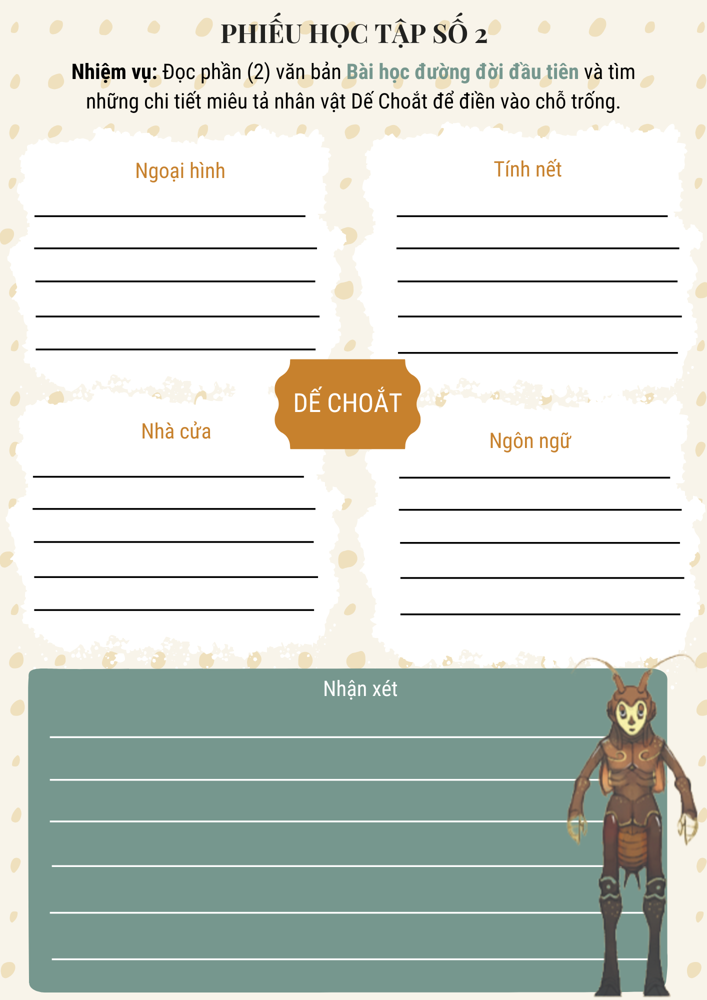 PHIẾU HỌC TẬP SỐ 2
Nhiệm vụ: Đọc phần (2) văn bản Bài học đường đời đầu tiên và tìm
những chi tiết miêu tả nhân vật Dế Choắt để điền vào chỗ trống.
Ngoại hình
Tính nết
DẾ CHOẮT
Nhà cửa
Ngôn ngữ
Nhận xét